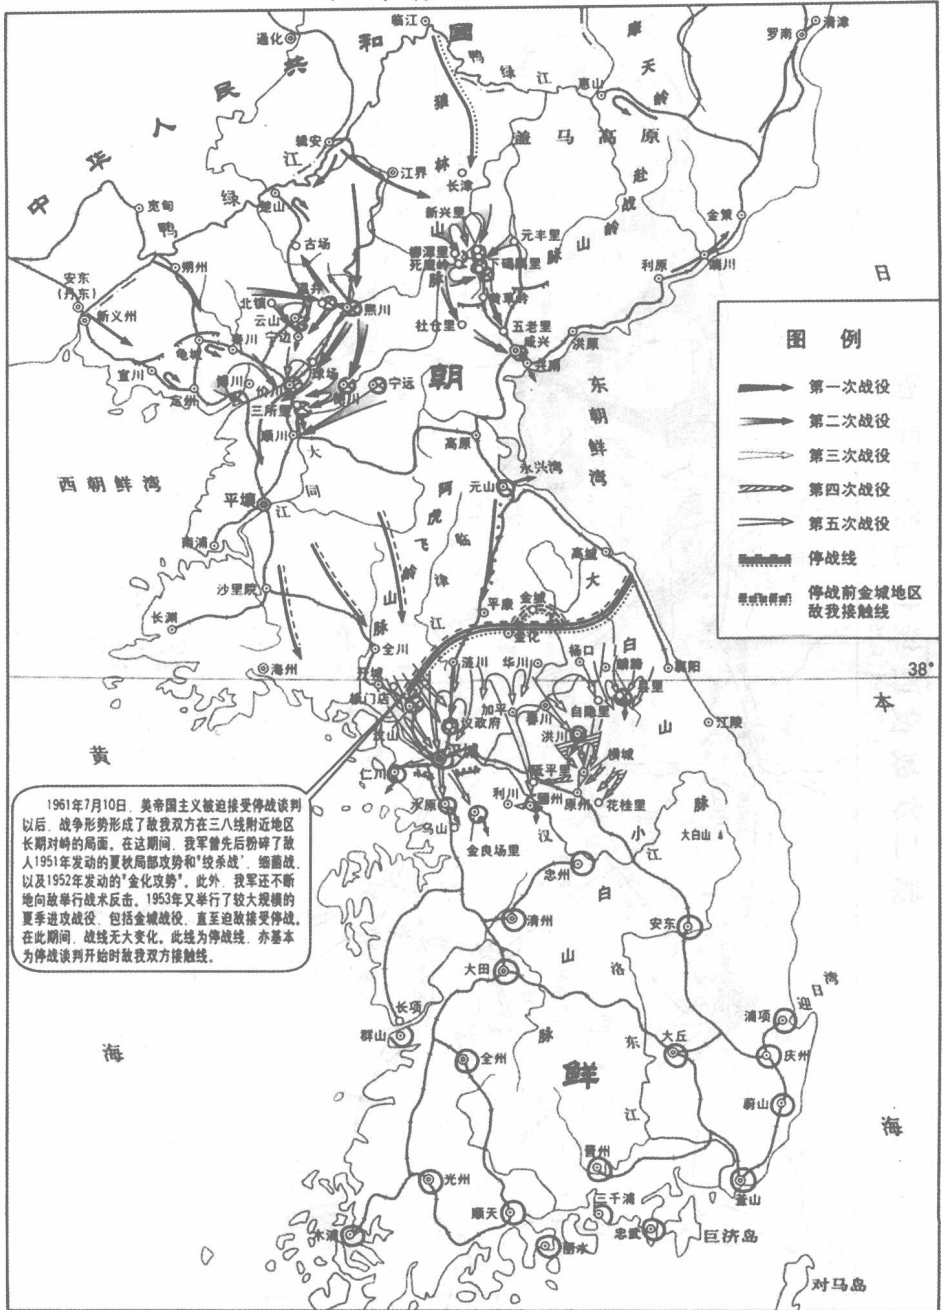 临江
清津
罗南
通化
中华人民共和國
鸭绿江
摩天岭
惠山
狼林山脉
盖马高原
辑安
江界
长津
赴战岭
山脉
楚山
宽甸
鸭绿江
金策
新兴里
元丰里
古场
柳潭里
死鹰岭
下碣隅里
端川
利原
日
朔州
安东
(丹东)
新义州
北镇
温井
云山
熙川
黄草岭
社仓里
五老里
咸兴
洪原
兴南
宁边
泰川
龟城
宣川
定州
博川
价川
球场
德川
宁远
三所里
顺川
朝
东朝鲜湾
高原
永兴湾
元山
西朝鲜湾
大同江
平壤
南浦
阿虎飞岭山脉
临津江
沙里院
长渊
高城
大白山
平康
金城
金化
全川
海州
开城
板门店
涟川
华川
杨口
麟蹄
襄阳
县里
38°
本
汶山
议政府
加平
春川
自隐里
洪川
江陵
黄
仁川
汉城
砥平里
横城
水原
利川
骊州
原州
花桂里
乌山
金良场里
汉江
脉
大白山
忠州
小白山脉
清州
安东
洛东江
大田
长项
群山
迎日湾
浦项
大丘
庆州
全州
鲜
蔚山
海
海
晋州
釜山
光州
三千浦
顺天
忠武
巨济岛
木浦
丽水
对马岛
图 例
第一次战役
第二次战役
第三次战役
第四次战役
第五次战役
停战线
停战前金城地区
敌我接触线
1961年7月10日，美帝国主义被迫接受停战谈判
以后，战争形势形成了敌我双方在三八线附近地区
长期对峙的局面。在这期间，我军曾先后粉碎了敌
人1951年发动的夏秋局部攻势和"绞杀战"、细菌战，
以及1952年发动的"金化攻势"。此外，我军还不断
地向敌举行战术反击。1953年又举行了较大规模的
夏季进攻战役，包括金城战役，直至迫敌接受停战。
在此期间，战线无大变化。此线为停战线，亦基本
为停战谈判开始时敌我双方接触线。